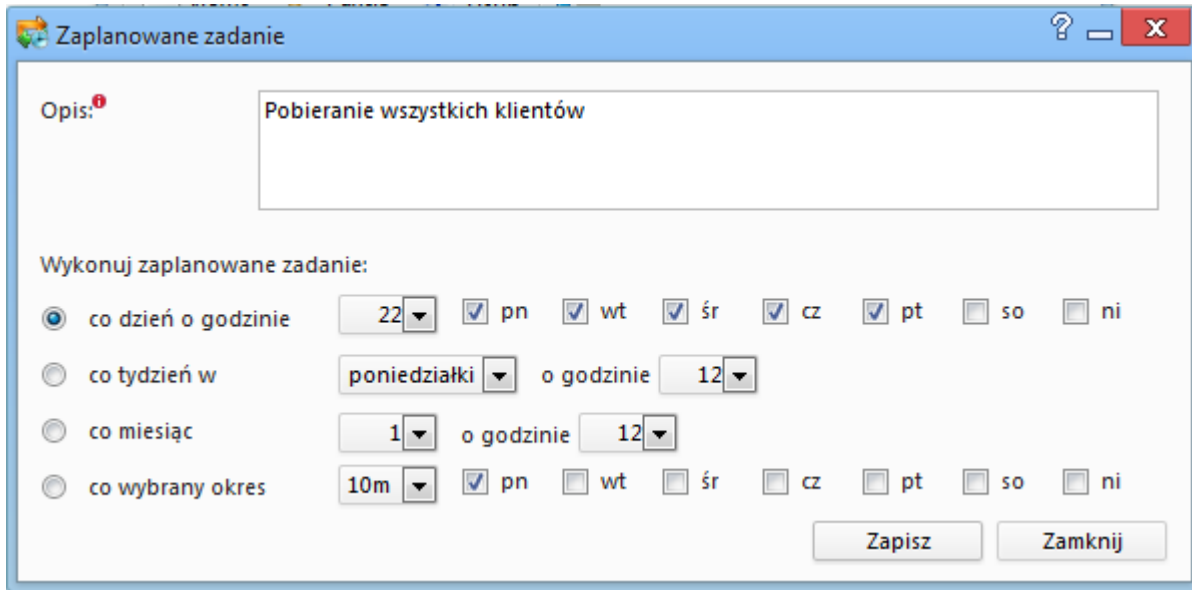 Zaplanowane zadanie
Opis:
Pobieranie wszystkich klientów
Wykonuj zaplanowane zadanie:
co dzień o godzinie 22 pn wt śr cz pt so ni
co tydzień w poniedziałki o godzinie 12
co miesiąc 1 o godzinie 12
co wybrany okres 10m pn wt śr cz pt so ni
Zapisz Zamknij